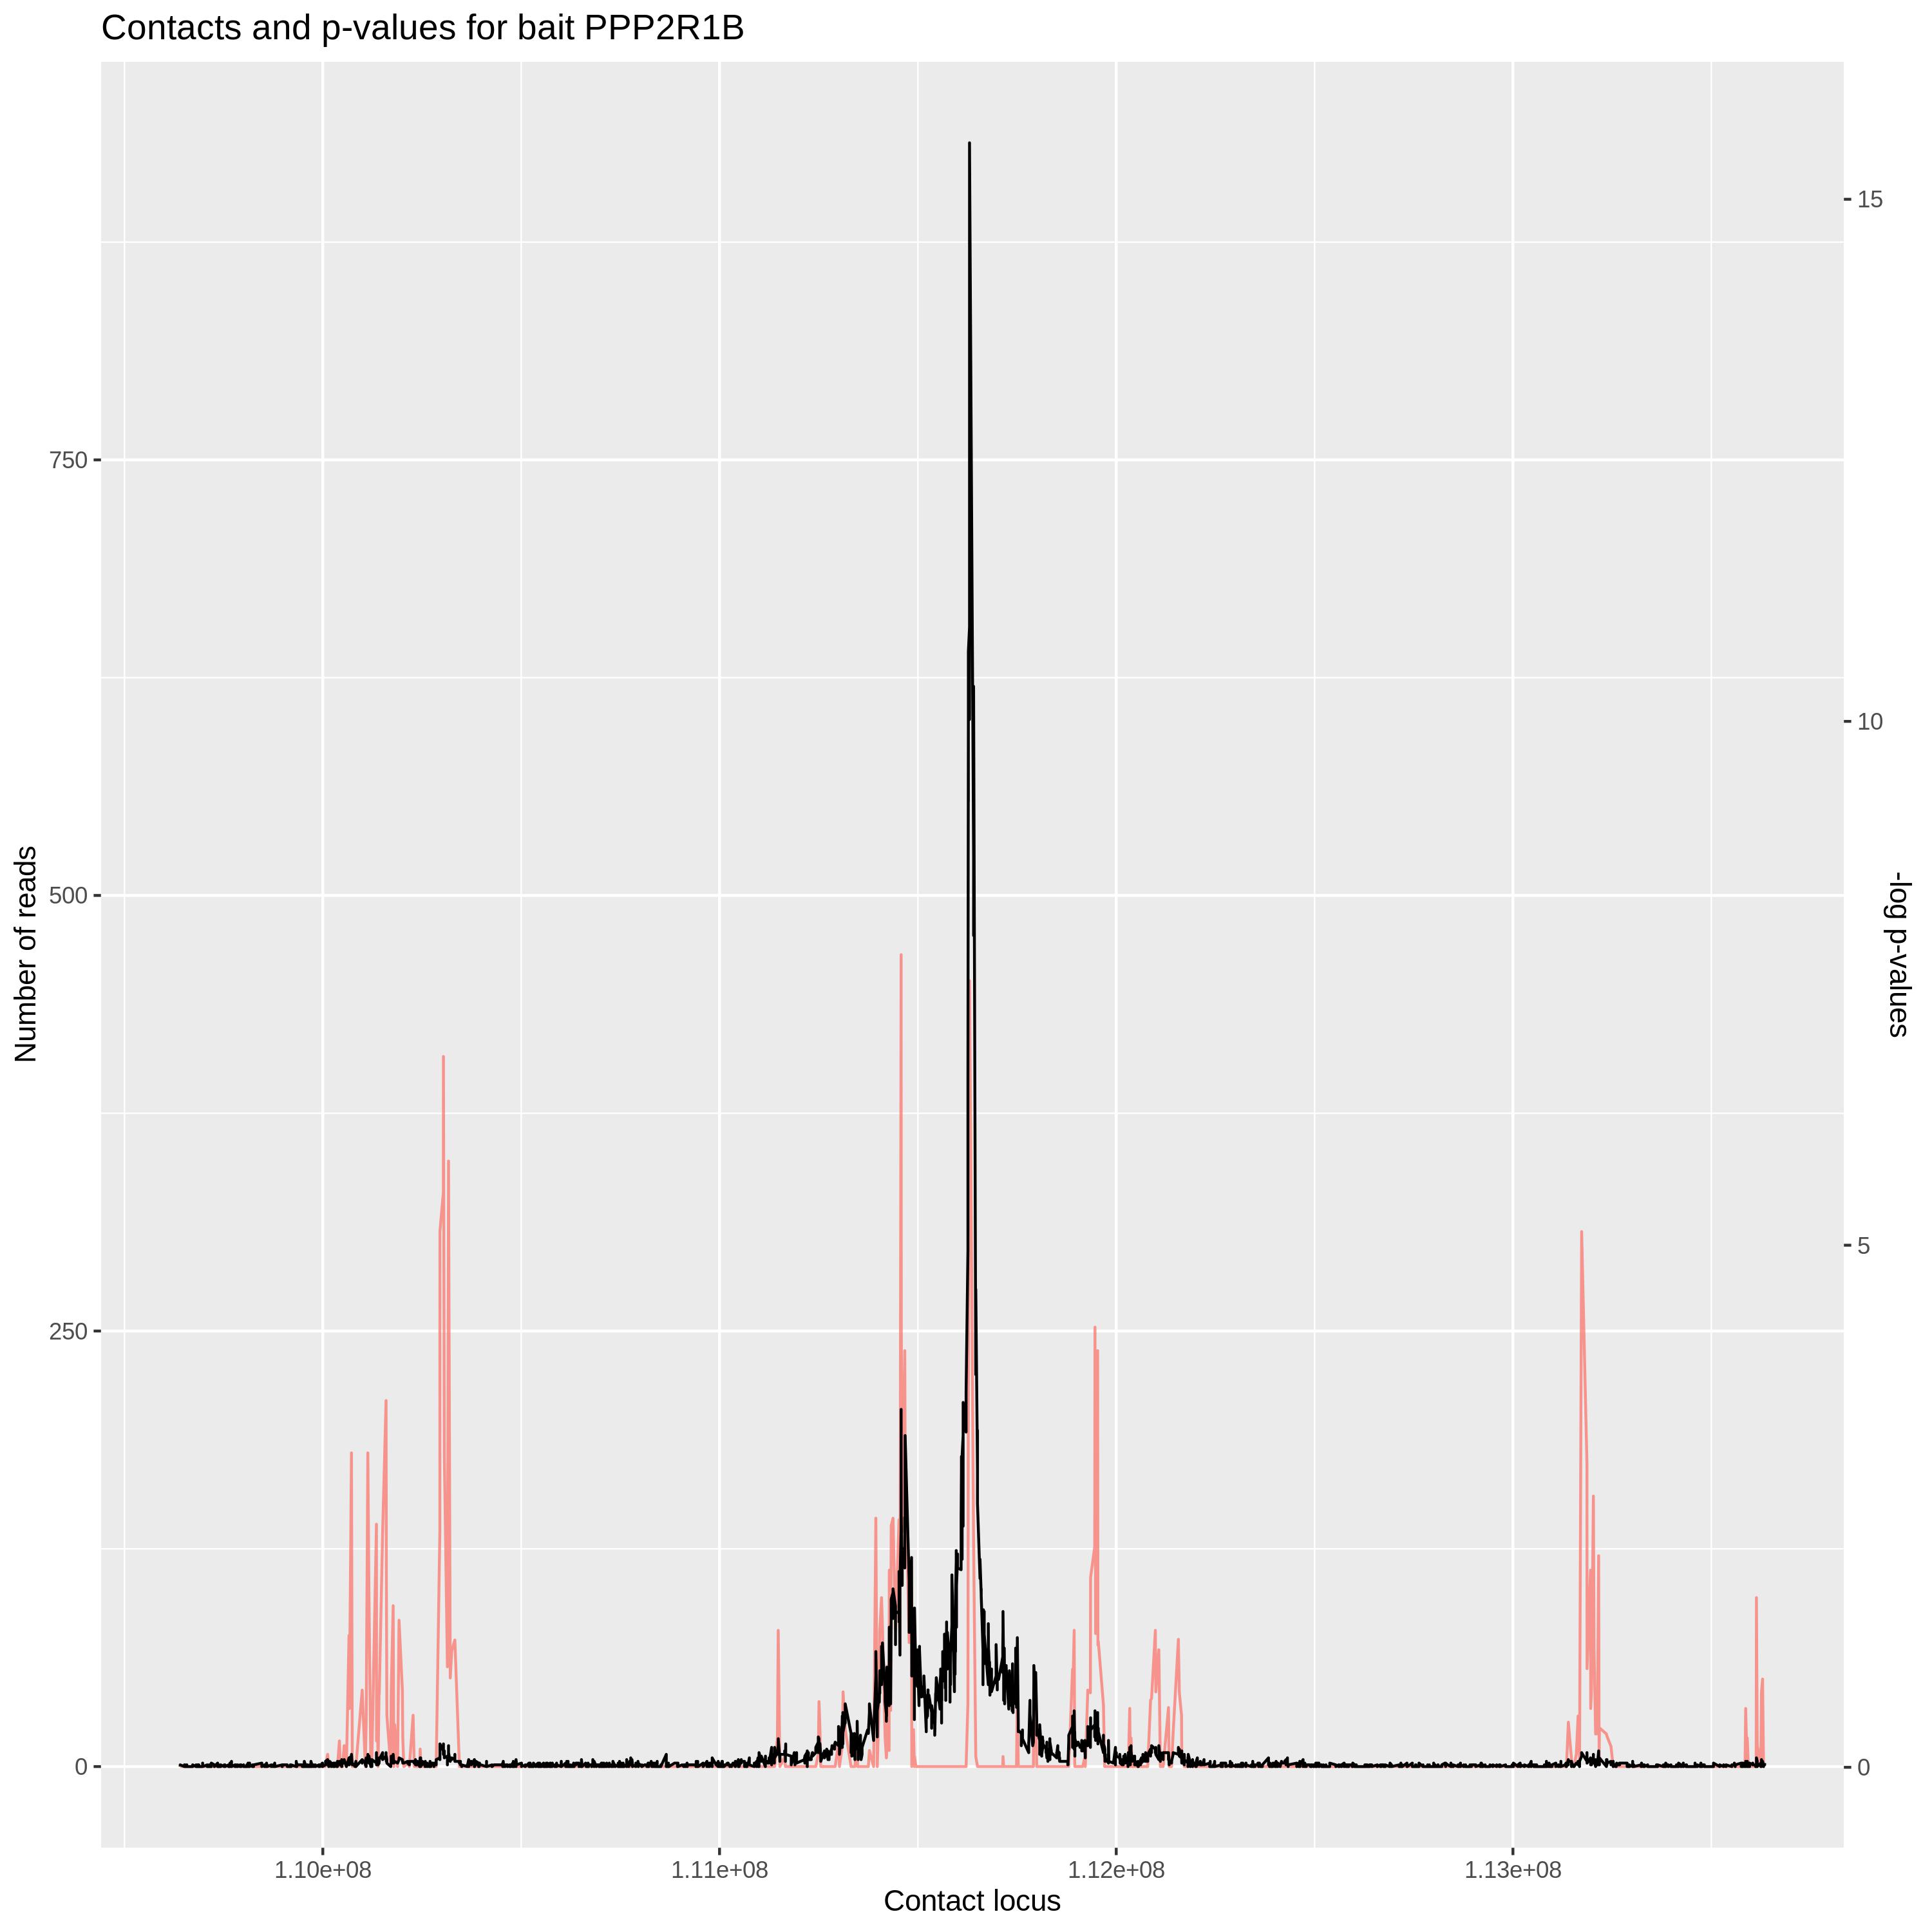 Contacts and p-values for bait PPP2R1B
Number of reads
750
500
250
0
15
10
5
0
-log p-values
1.10e+08
1.11e+08
1.12e+08
1.13e+08
Contact locus